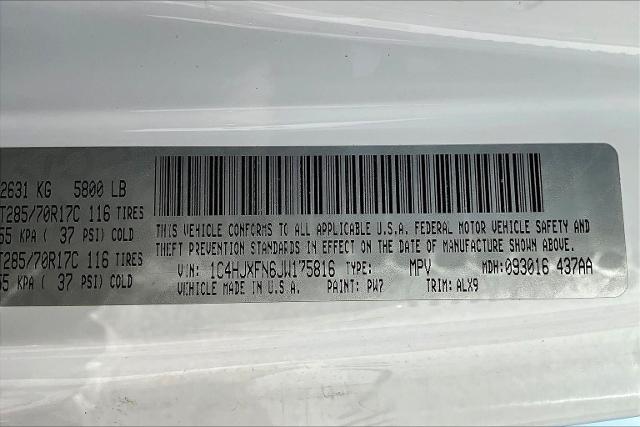 2631 KG 5800 LB
T285/70R17C 116 TIRES
55 KPA ( 37 PSI) COLD
T285/70R17C 116 TIRES
55 KPA ( 37 PSI) COLD
THIS VEHICLE CONFORMS TO ALL APPLICABLE U.S.A. FEDERAL MOTOR VEHICLE SAFETY AND
THEFT PREVENTION STANDARDS IN EFFECT ON THE DATE OF MANUFACTURE SHOWN ABOVE.
VIN: 1C4HJXFN6JW175816 TYPE: MPV MDH: 093016 437AA
VEHICLE MADE IN U.S.A. PAINT: PW7 TRIM: ALX9